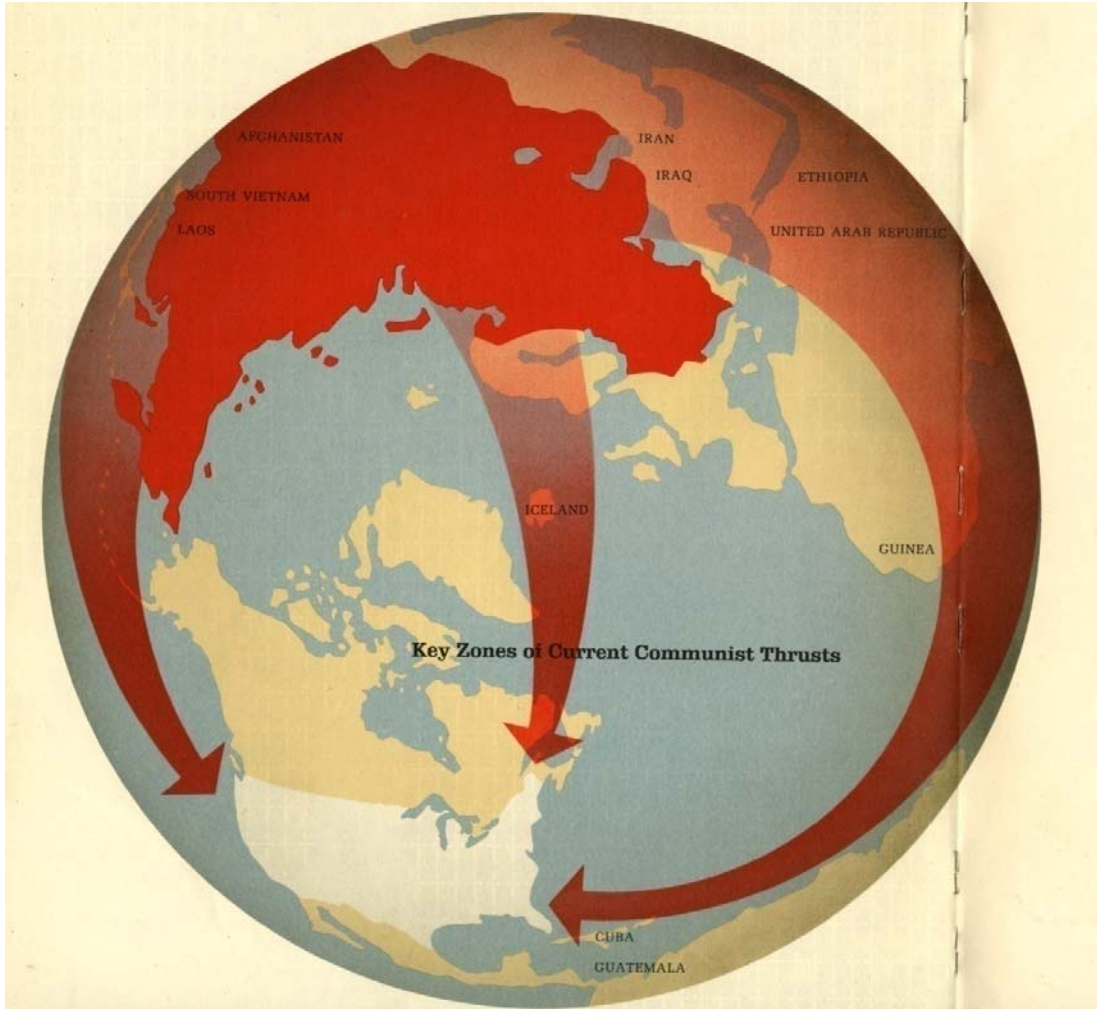 AFGHANISTAN
IRAN
IRAQ
ETHIOPIA
SOUTH VIETNAM
LAOS
UNITED ARAB REPUBLIC
ICELAND
GUINEA
Key Zones of Current Communist Thrusts
CUBA
GUATEMALA